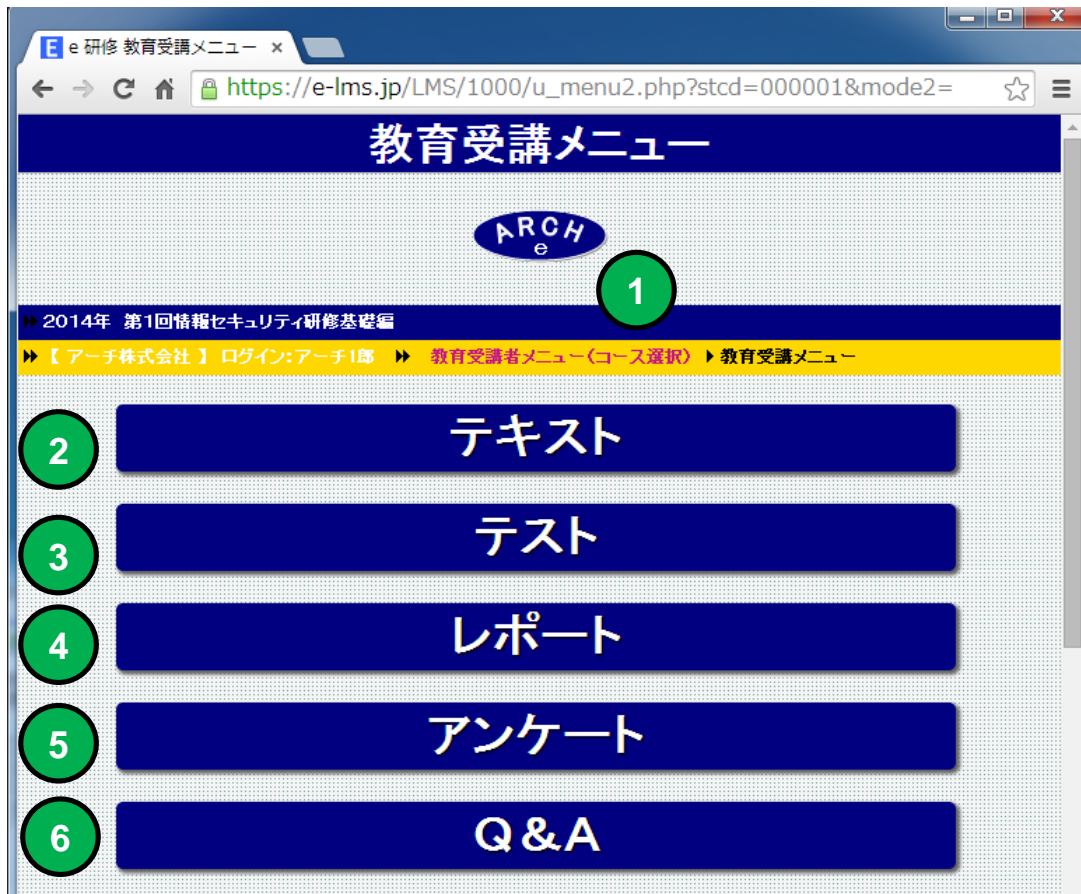 e 研修 教育受講メニュー ×
https://e-lms.jp/LMS/1000/u_menu2.php?stcd=000001&mode2=
教育受講メニュー
ARCH
e
1
2014年 第1回情報セキュリティ研修基礎編
【 アーチ株式会社 】 ログイン:アーチ1郎 教育受講者メニュー(コース選択) 教育受講メニュー
2 テキスト
3 テスト
4 レポート
5 アンケート
6 Q&A